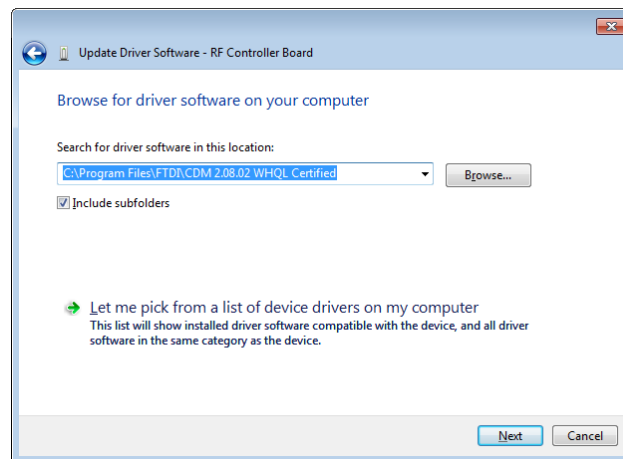 Update Driver Software - RF Controller Board
Browse for driver software on your computer
Search for driver software in this location:
C:\Program Files\FTDI\CDM 2.08.02 WHQL Certified
Browse...
Include subfolders
Let me pick from a list of device drivers on my computer
This list will show installed driver software compatible with the device, and all driver
software in the same category as the device.
Next
Cancel